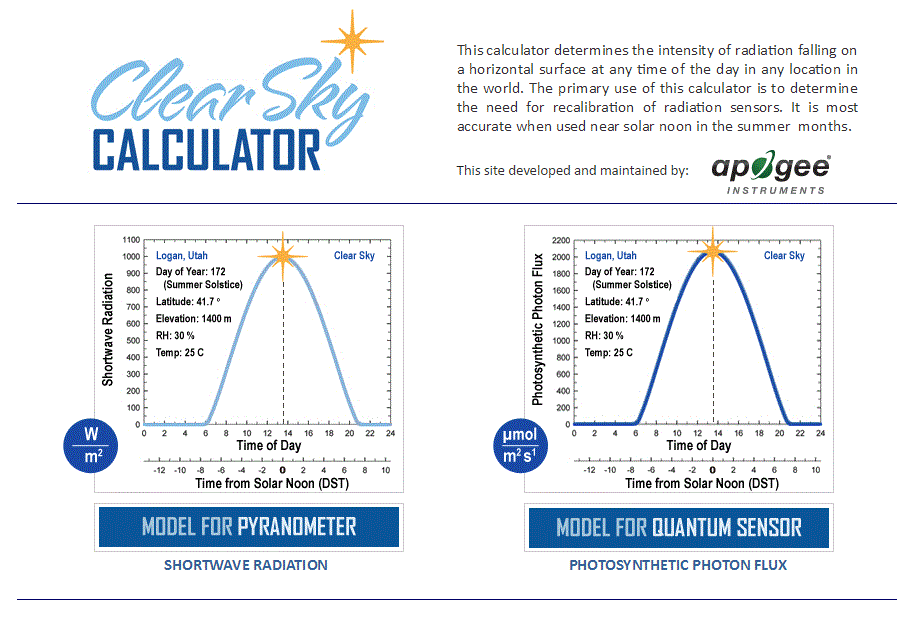 Clear Sky
CALCULATOR
This calculator determines the intensity of radiation falling on
a horizontal surface at any time of the day in any location in
the world. The primary use of this calculator is to determine
the need for recalibration of radiation sensors. It is most
accurate when used near solar noon in the summer months.
This site developed and maintained by:
apogee®
INSTRUMENTS
Shortwave Radiation
1100
1000
900
800
700
600
500
400
300
200
100
0
Logan, Utah
Clear Sky
Day of Year: 172
(Summer Solstice)
Latitude: 41.7 °
Elevation: 1400 m
RH: 30 %
Temp: 25 C
W
m²
0 2 4 6 8 10 12 14 16 18 20 22 24
Time of Day
-12 -10 -8 -6 -4 -2 0 2 4 6 8 10
Time from Solar Noon (DST)
MODEL FOR PYRANOMETER
SHORTWAVE RADIATION
Photosynthetic Photon Flux
2200
2000
1800
1600
1400
1200
1000
800
600
400
200
0
Logan, Utah
Clear Sky
Day of Year: 172
(Summer Solstice)
Latitude: 41.7 °
Elevation: 1400 m
RH: 30 %
Temp: 25 C
µmol
m² s¹
0 2 4 6 8 10 12 14 16 18 20 22 24
Time of Day
-12 -10 -8 -6 -4 -2 0 2 4 6 8 10
Time from Solar Noon (DST)
MODEL FOR QUANTUM SENSOR
PHOTOSYNTHETIC PHOTON FLUX